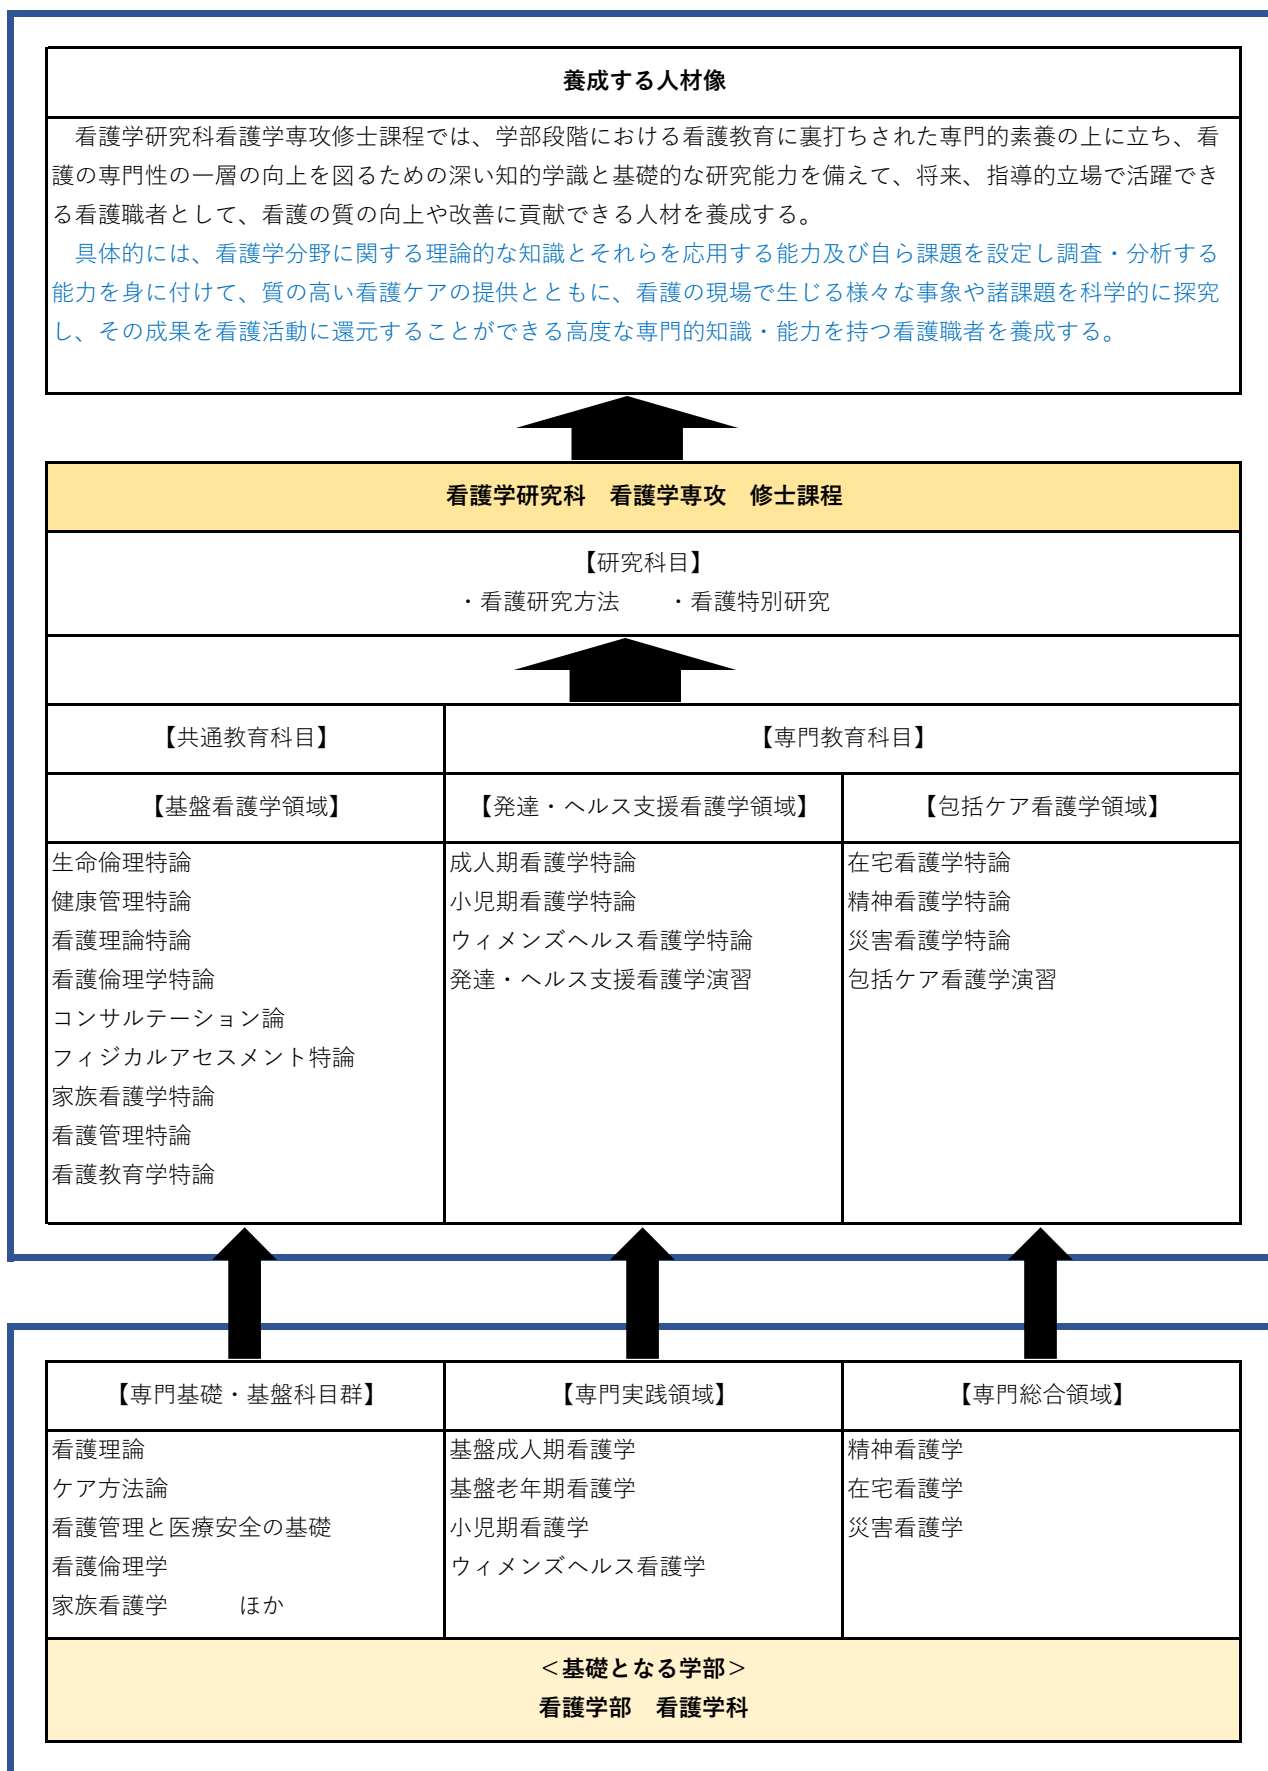 養成する人材像
看護学研究科看護学専攻修士課程では、学部段階における看護教育に裏打ちされた専門的素養の上に立ち、看
護の専門性の一層の向上を図るための深い知的学識と基礎的な研究能力を備えて、将来、指導的立場で活躍でき
る看護職者として、看護の質の向上や改善に貢献できる人材を養成する。
具体的には、看護学分野に関する理論的な知識とそれらを応用する能力及び自ら課題を設定し調査・分析する
能力を身に付けて、質の高い看護ケアの提供とともに、看護の現場で生じる様々な事象や諸課題を科学的に探究
し、その成果を看護活動に還元することができる高度な専門的知識・能力を持つ看護職者を養成する。
看護学研究科　看護学専攻　修士課程
【研究科目】
・看護研究方法　　・看護特別研究
【共通教育科目】
【専門教育科目】
【基盤看護学領域】
生命倫理特論
健康管理特論
看護理論特論
看護倫理学特論
コンサルテーション論
フィジカルアセスメント特論
家族看護学特論
看護管理特論
看護教育学特論
【発達・ヘルス支援看護学領域】
成人期看護学特論
小児期看護学特論
ウィメンズヘルス看護学特論
発達・ヘルス支援看護学演習
【包括ケア看護学領域】
在宅看護学特論
精神看護学特論
災害看護学特論
包括ケア看護学演習
【専門基礎・基盤科目群】
看護理論
ケア方法論
看護管理と医療安全の基礎
看護倫理学
家族看護学　　　ほか
【専門実践領域】
基盤成人期看護学
基盤老年期看護学
小児期看護学
ウィメンズヘルス看護学
【専門総合領域】
精神看護学
在宅看護学
災害看護学
＜基礎となる学部＞
看護学部　看護学科